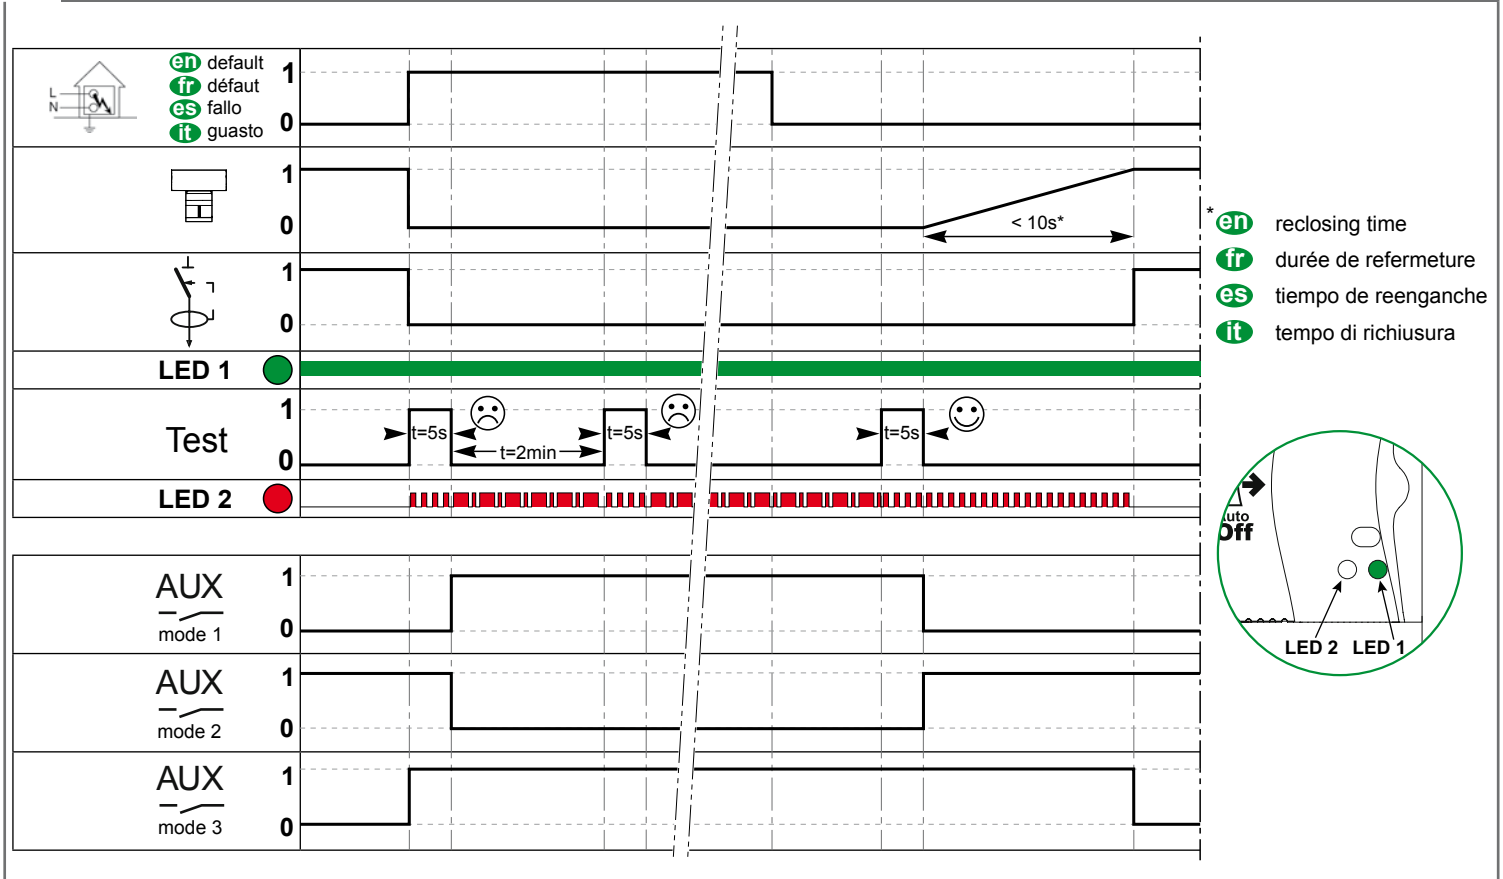 en default
fr défaut
es fallo
it guasto
L
N
1
0
1
0
< 10s*
1
0
LED 1
Test
1
0
t=5s
t=2min
t=5s
t=5s
LED 2
AUX
mode 1
1
0
AUX
mode 2
1
0
AUX
mode 3
1
0
* en reclosing time
fr durée de refermeture
es tiempo de reenganche
it tempo di richiusura
uto
Off
LED 2 LED 1